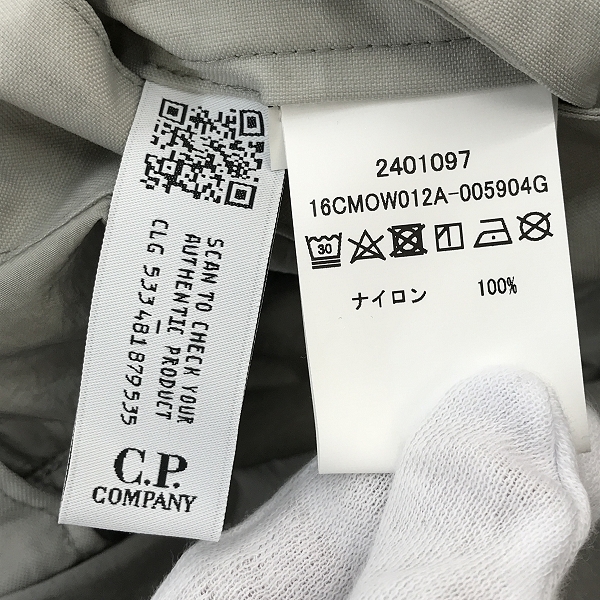 SCAN TO CHECK YOUR
AUTHENTIC PRODUCT
CLG 533481879535
C.P.
COMPANY
2401097
16CMOW012A-005904G
30
ナイロン 100%